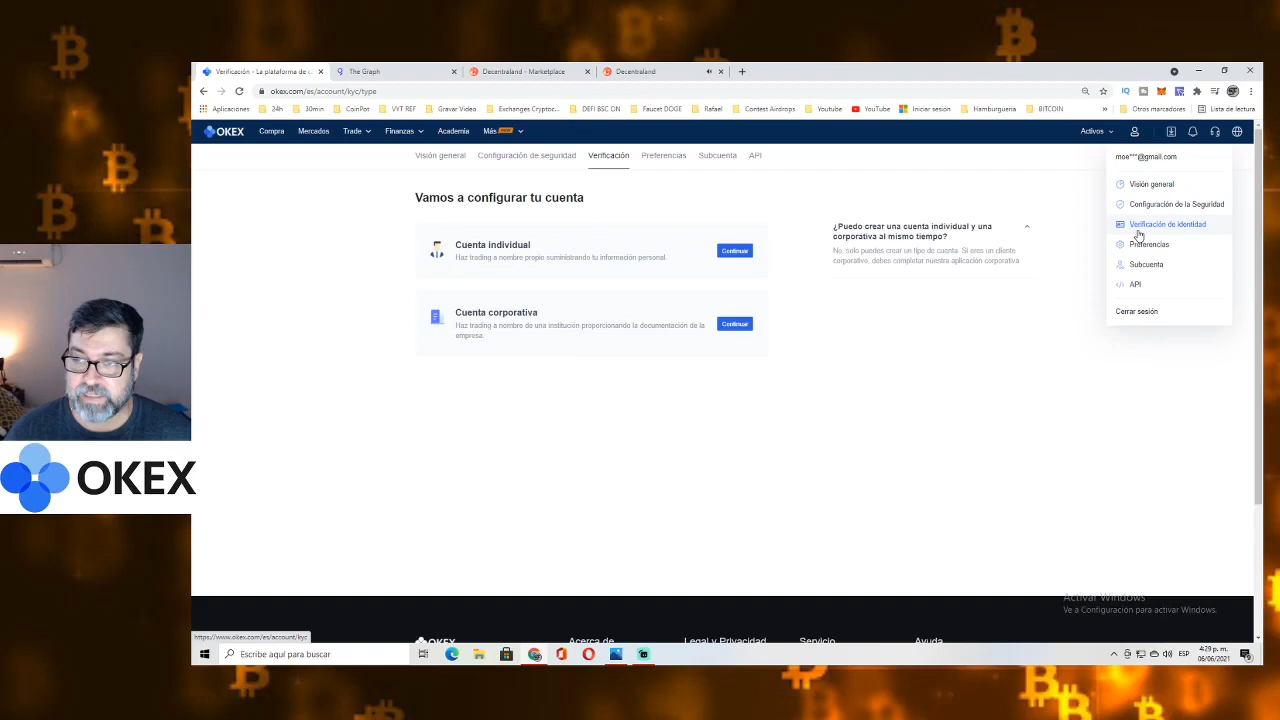 Verificación - La plataforma de c
The Graph
Decentraland - Marketplace
Decentraland
okex.com/es/account/kyc/type
Aplicaciones
24h
30min
CoinPot
VYT REF
Gravar Video
Exchanges Cryptoc...
DEFI BSC ON
Faucet DOGE
Rafael
Contest Airdrops
Youtube
YouTube
Iniciar sesión
Hamburgueria
BITCOIN
Otros marcadores
Lista de lectura
OKEX
Compra
Mercados
Trade
Finanzas
Academia
Más
Activos
Visión general
Configuración de seguridad
Verificación
Preferencias
Subcuenta
API
moe***@gmail.com
Visión general
Configuración de la Seguridad
Verificación de identidad
Preferencias
Subcuenta
API
Cerrar sesión
Vamos a configurar tu cuenta
Cuenta individual
Haz trading a nombre propio suministrando tu información personal.
Continuar
Cuenta corporativa
Haz trading a nombre de una institución proporcionando la documentación de la
empresa.
Continuar
¿Puedo crear una cuenta individual y una
corporativa al mismo tiempo?
No, solo puedes crear un tipo de cuenta. Si eres un cliente
corporativo, debes completar nuestra aplicación corporativa
OKEX
Activar Windows
Ve a Configuración para activar Windows.
https://www.okex.com/es/account/kyc
OKEX
Acerca de
Legal y Privacidad
Servicio
Ayuda
Escribe aquí para buscar
ESP
4:29 p. m.
06/06/2021